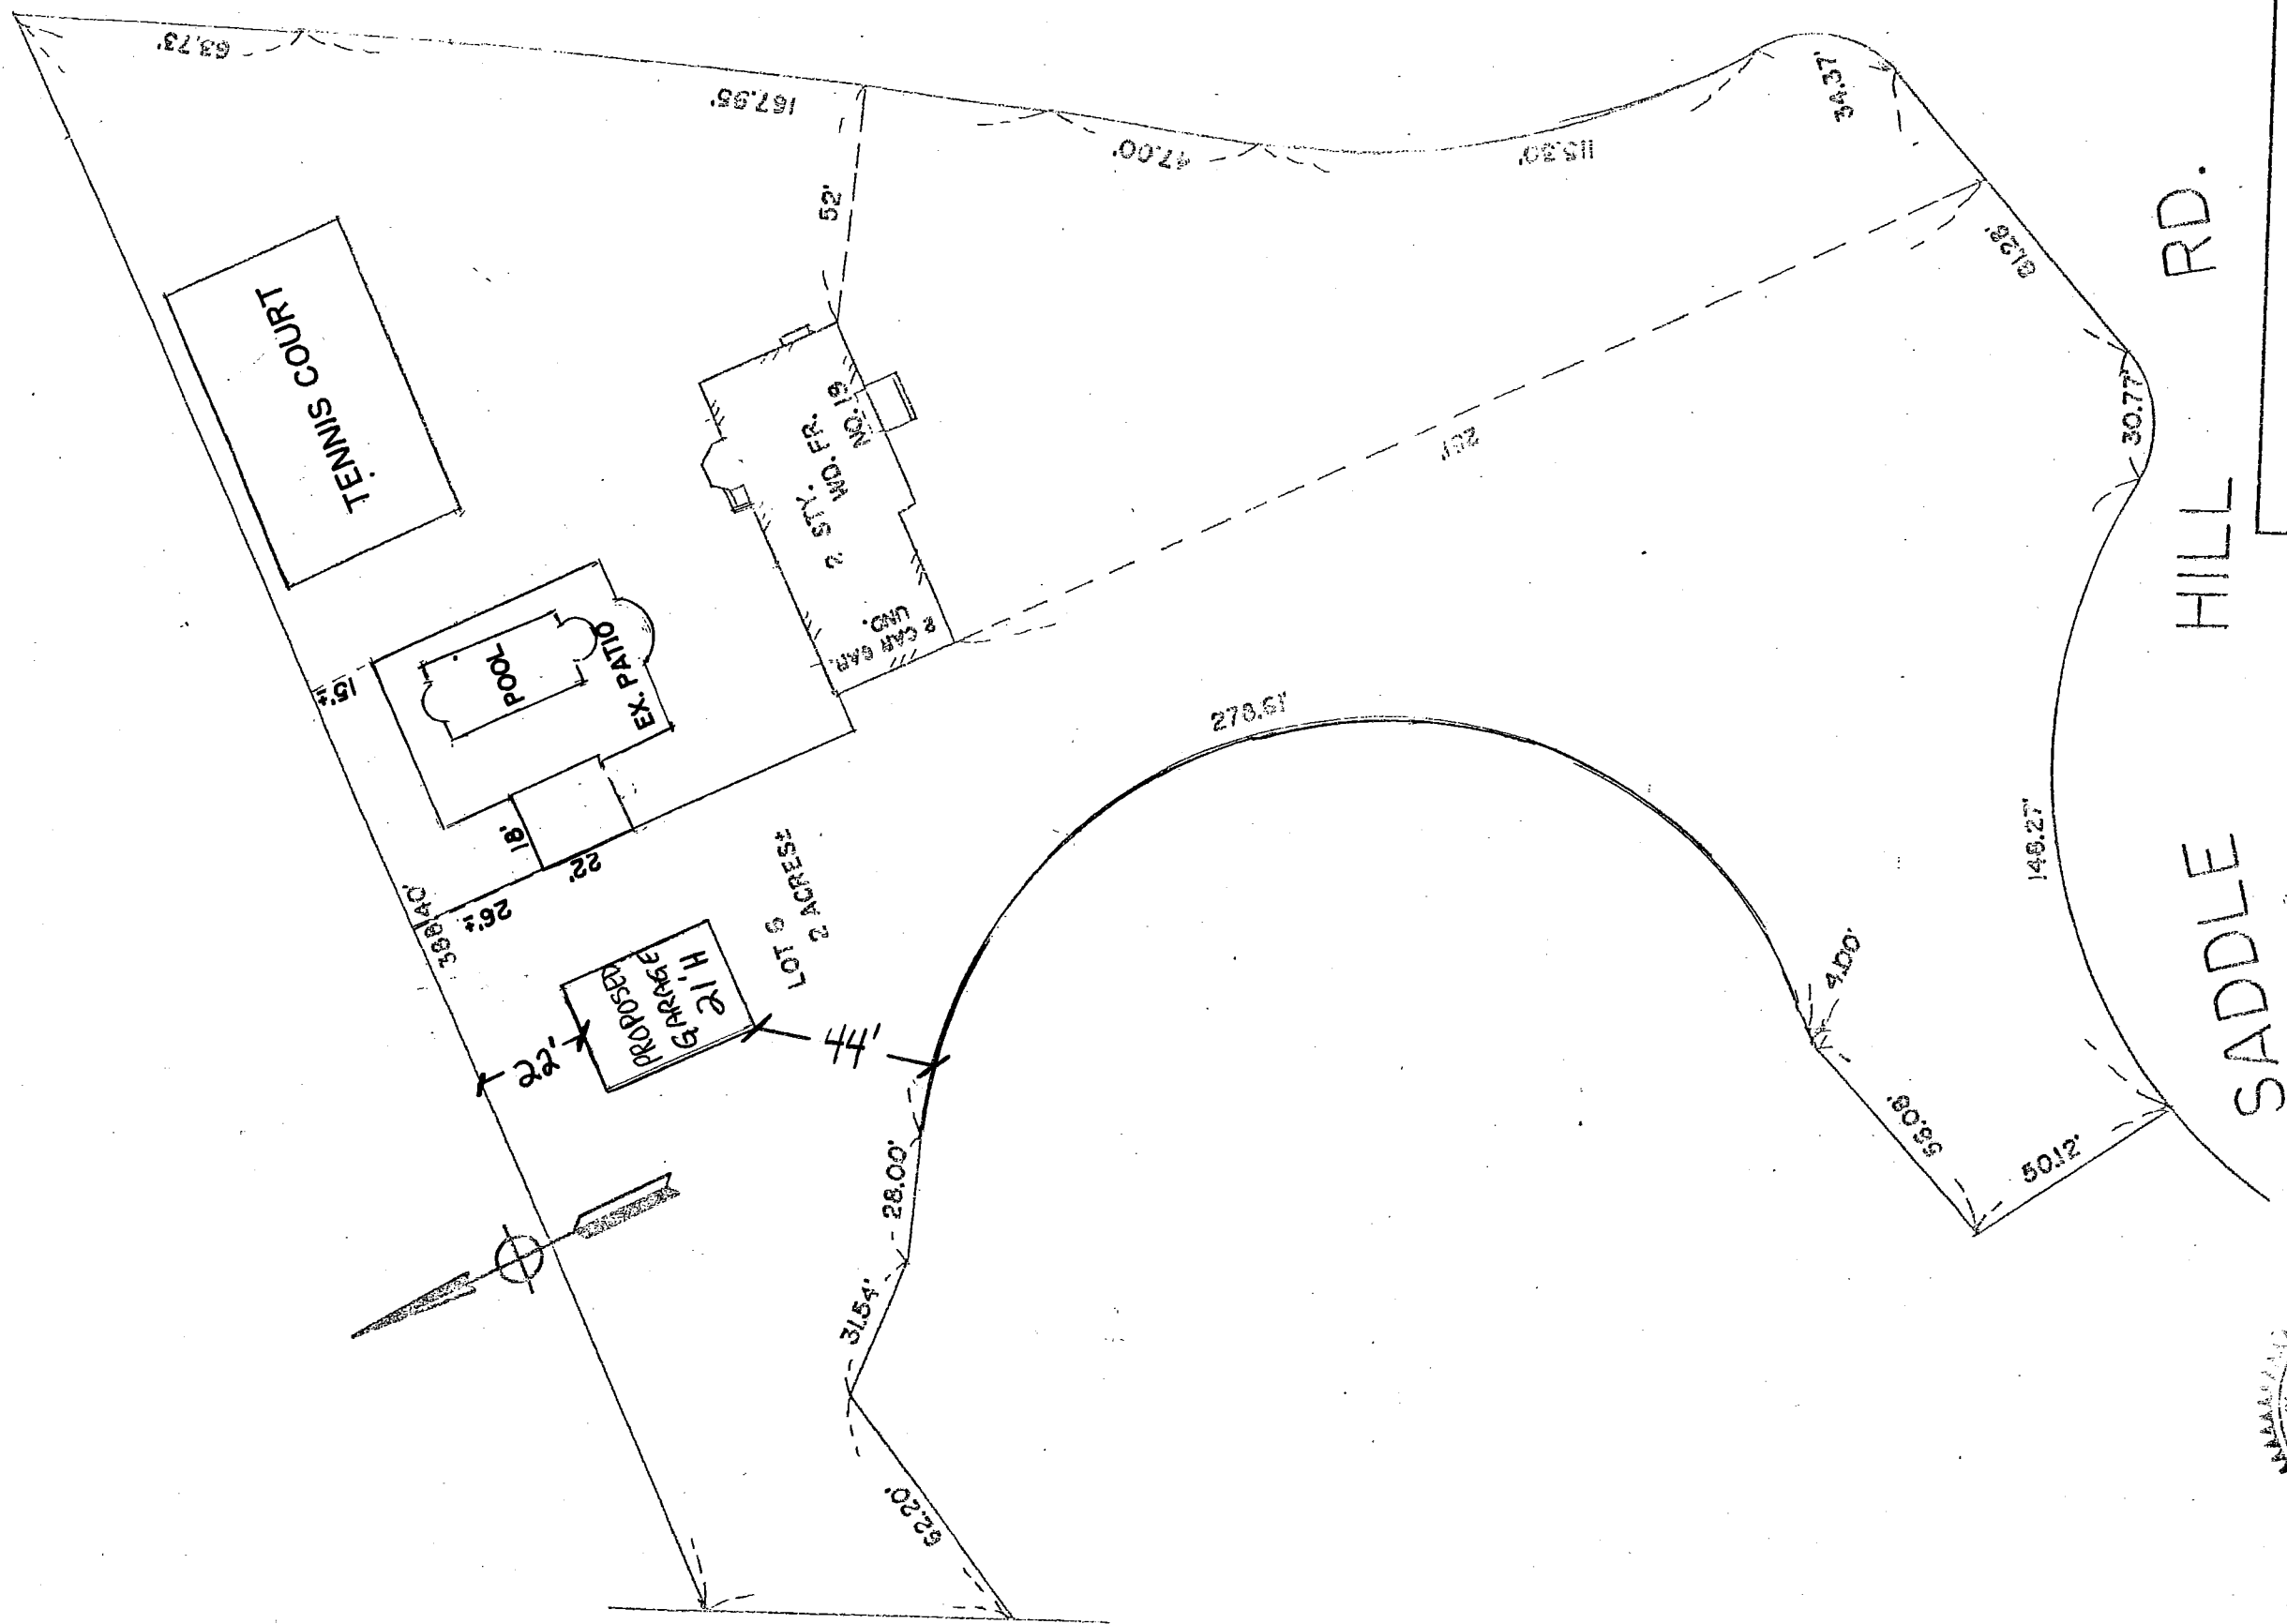 63.73'
167.95'
47.00'
115.30'
34.37'
52'
TENNIS COURT
81.28'
RD.
2 STY.
WD. FR.
NO. 19
30.77'
15'±
POOL
EX. PATIO
2 CAR GAR.
UND.
HILL
278.61'
18'
22'
26'±
388.40'
LOT 6
2 ACRES±
148.27'
SADDLE
PROPOSED
GARAGE
21'H
22'
44'
4.00'
28.00'
58.08'
50.12'
31.54'
62.20'